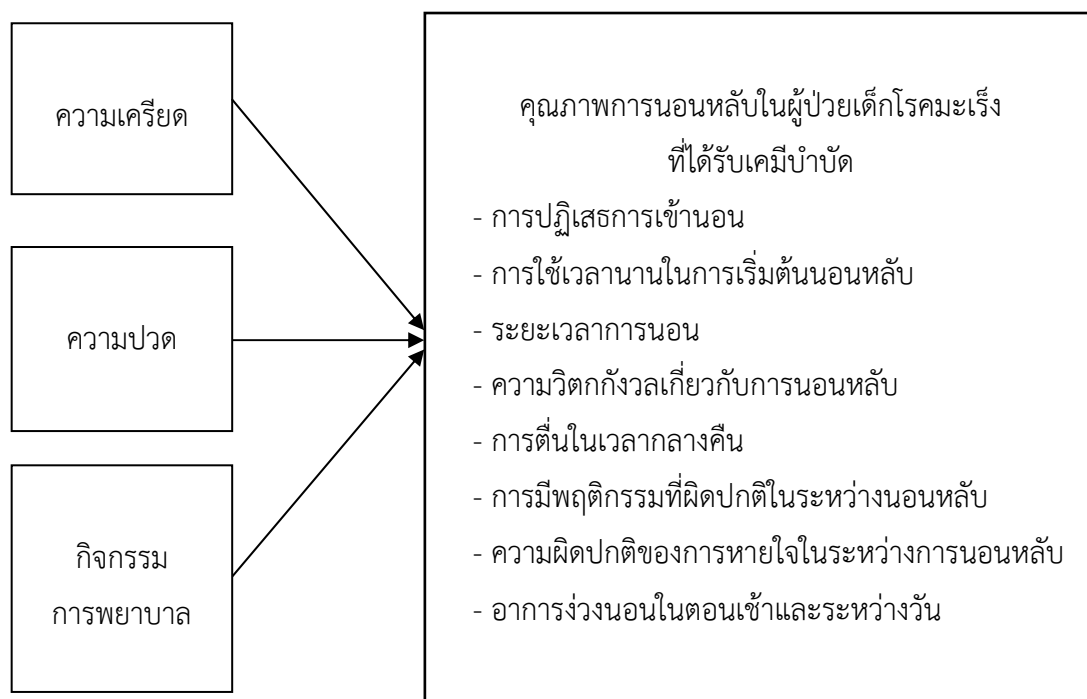 ความเครียด
ความปวด
กิจกรรม
การพยาบาล
คุณภาพการนอนหลับในผู้ป่วยเด็กโรคมะเร็ง
ที่ได้รับเคมีบำบัด
- การปฏิเสธการเข้านอน
- การใช้เวลานานในการเริ่มต้นนอนหลับ
- ระยะเวลาการนอน
- ความวิตกกังวลเกี่ยวกับการนอนหลับ
- การตื่นในเวลากลางคืน
- การมีพฤติกรรมที่ผิดปกติในระหว่างนอนหลับ
- ความผิดปกติของการหายใจในระหว่างการนอนหลับ
- อาการง่วงนอนในตอนเช้าและระหว่างวัน